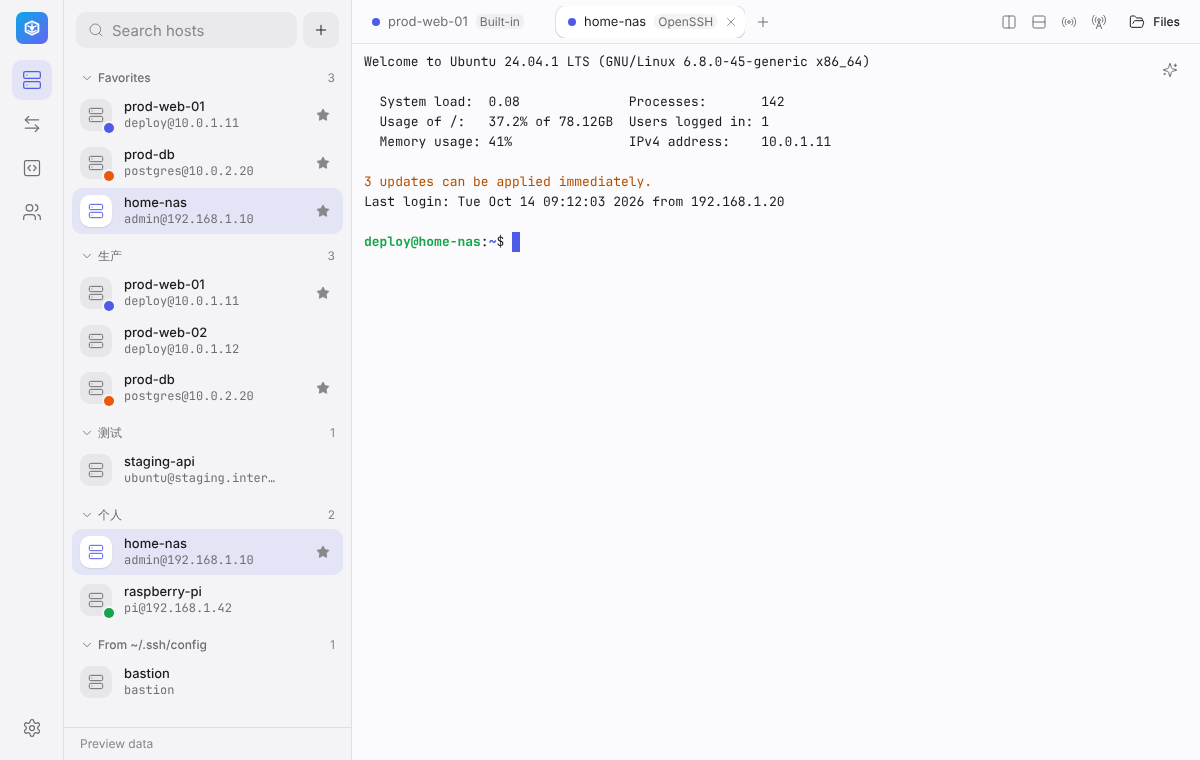 Search hosts
Favorites 3
prod-web-01
deploy@10.0.1.11
prod-db
postgres@10.0.2.20
home-nas
admin@192.168.1.10
生产 3
prod-web-01
deploy@10.0.1.11
prod-web-02
deploy@10.0.1.12
prod-db
postgres@10.0.2.20
测试 1
staging-api
ubuntu@staging.inter…
个人 2
home-nas
admin@192.168.1.10
raspberry-pi
pi@192.168.1.42
From ~/.ssh/config 1
bastion
bastion
Preview data
prod-web-01 Built-in home-nas OpenSSH Files
Welcome to Ubuntu 24.04.1 LTS (GNU/Linux 6.8.0-45-generic x86_64)
System load: 0.08 Processes: 142
Usage of /: 37.2% of 78.12GB Users logged in: 1
Memory usage: 41% IPv4 address: 10.0.1.11
3 updates can be applied immediately.
Last login: Tue Oct 14 09:12:03 2026 from 192.168.1.20
deploy@home-nas:~$